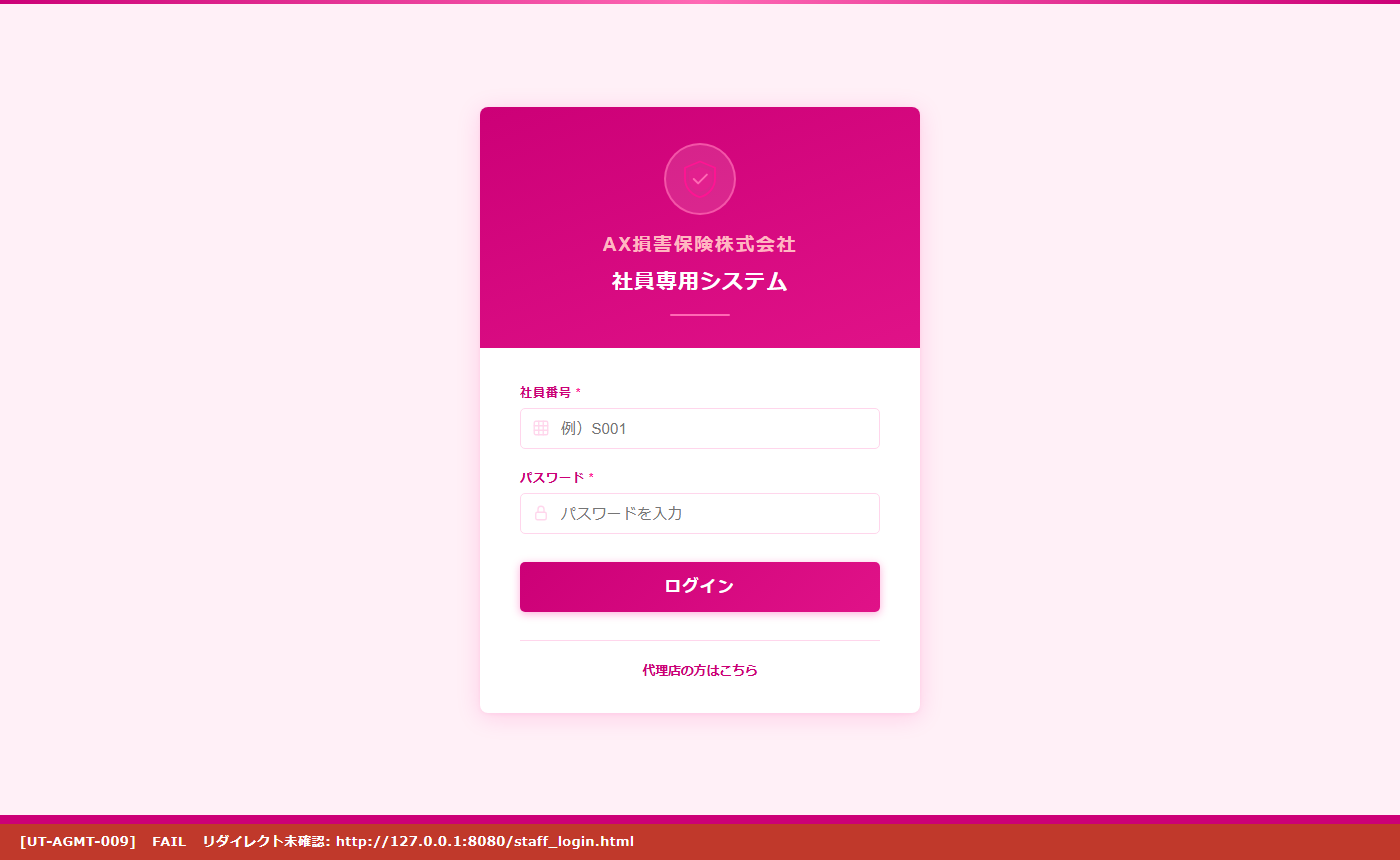 AX損害保険株式会社
社員専用システム
社員番号 *
例）S001
パスワード *
パスワードを入力
ログイン
代理店の方はこちら
[UT-AGMT-009] FAIL リダイレクト未確認: http://127.0.0.1:8080/staff_login.html